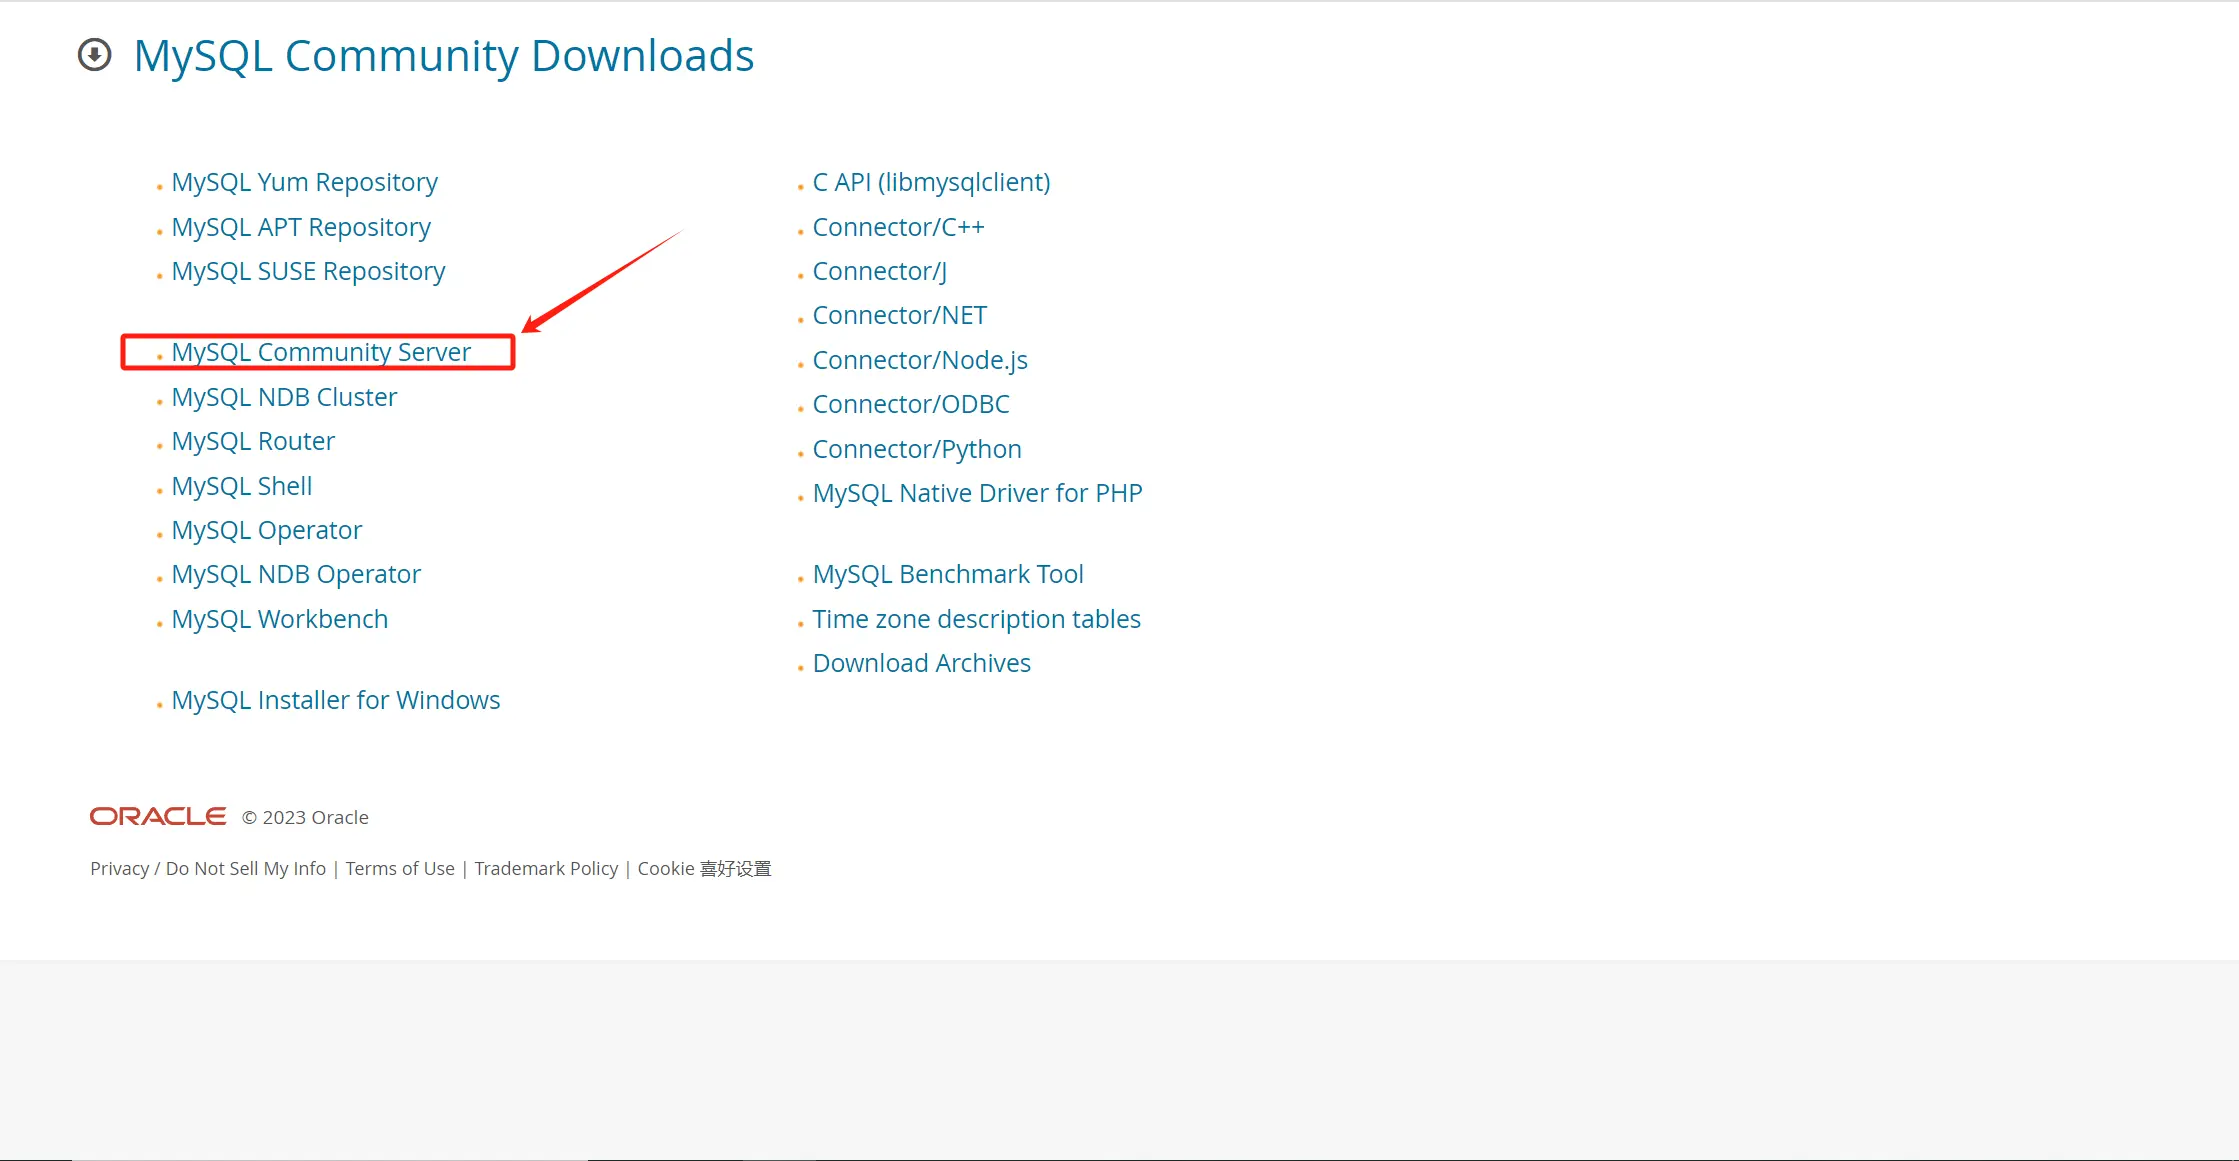 MySQL Community Downloads
MySQL Yum Repository
MySQL APT Repository
MySQL SUSE Repository
MySQL Community Server
MySQL NDB Cluster
MySQL Router
MySQL Shell
MySQL Operator
MySQL NDB Operator
MySQL Workbench
MySQL Installer for Windows
C API (libmysqlclient)
Connector/C++
Connector/J
Connector/NET
Connector/Node.js
Connector/ODBC
Connector/Python
MySQL Native Driver for PHP
MySQL Benchmark Tool
Time zone description tables
Download Archives
ORACLE © 2023 Oracle
Privacy / Do Not Sell My Info | Terms of Use | Trademark Policy | Cookie 喜好设置